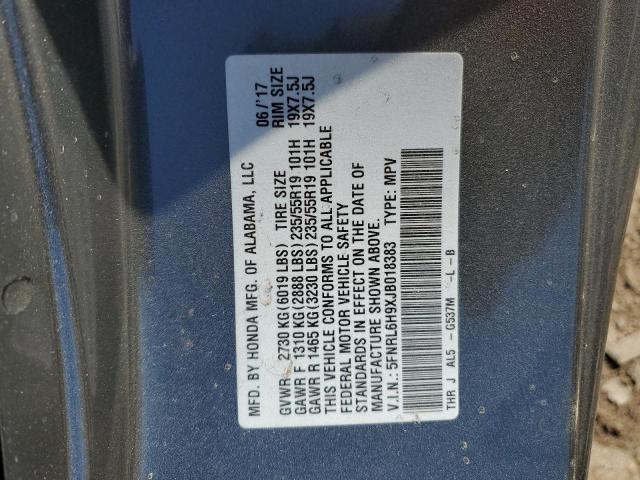 MFD. BY HONDA MFG. OF ALABAMA, LLC 06/'17
GVWR 2730 KG (6019 LBS) TIRE SIZE RIM SIZE
GAWR F 1310 KG (2888 LBS) 235/55R19 101H 19X7.5J
GAWR R 1465 KG (3230 LBS) 235/55R19 101H 19X7.5J
THIS VEHICLE CONFORMS TO ALL APPLICABLE
FEDERAL MOTOR VEHICLE SAFETY
STANDARDS IN EFFECT ON THE DATE OF
MANUFACTURE SHOWN ABOVE.
V.I.N.: 5FNRL6H9XJB018383 TYPE: MPV
THR J AL5 -G537M -L -B